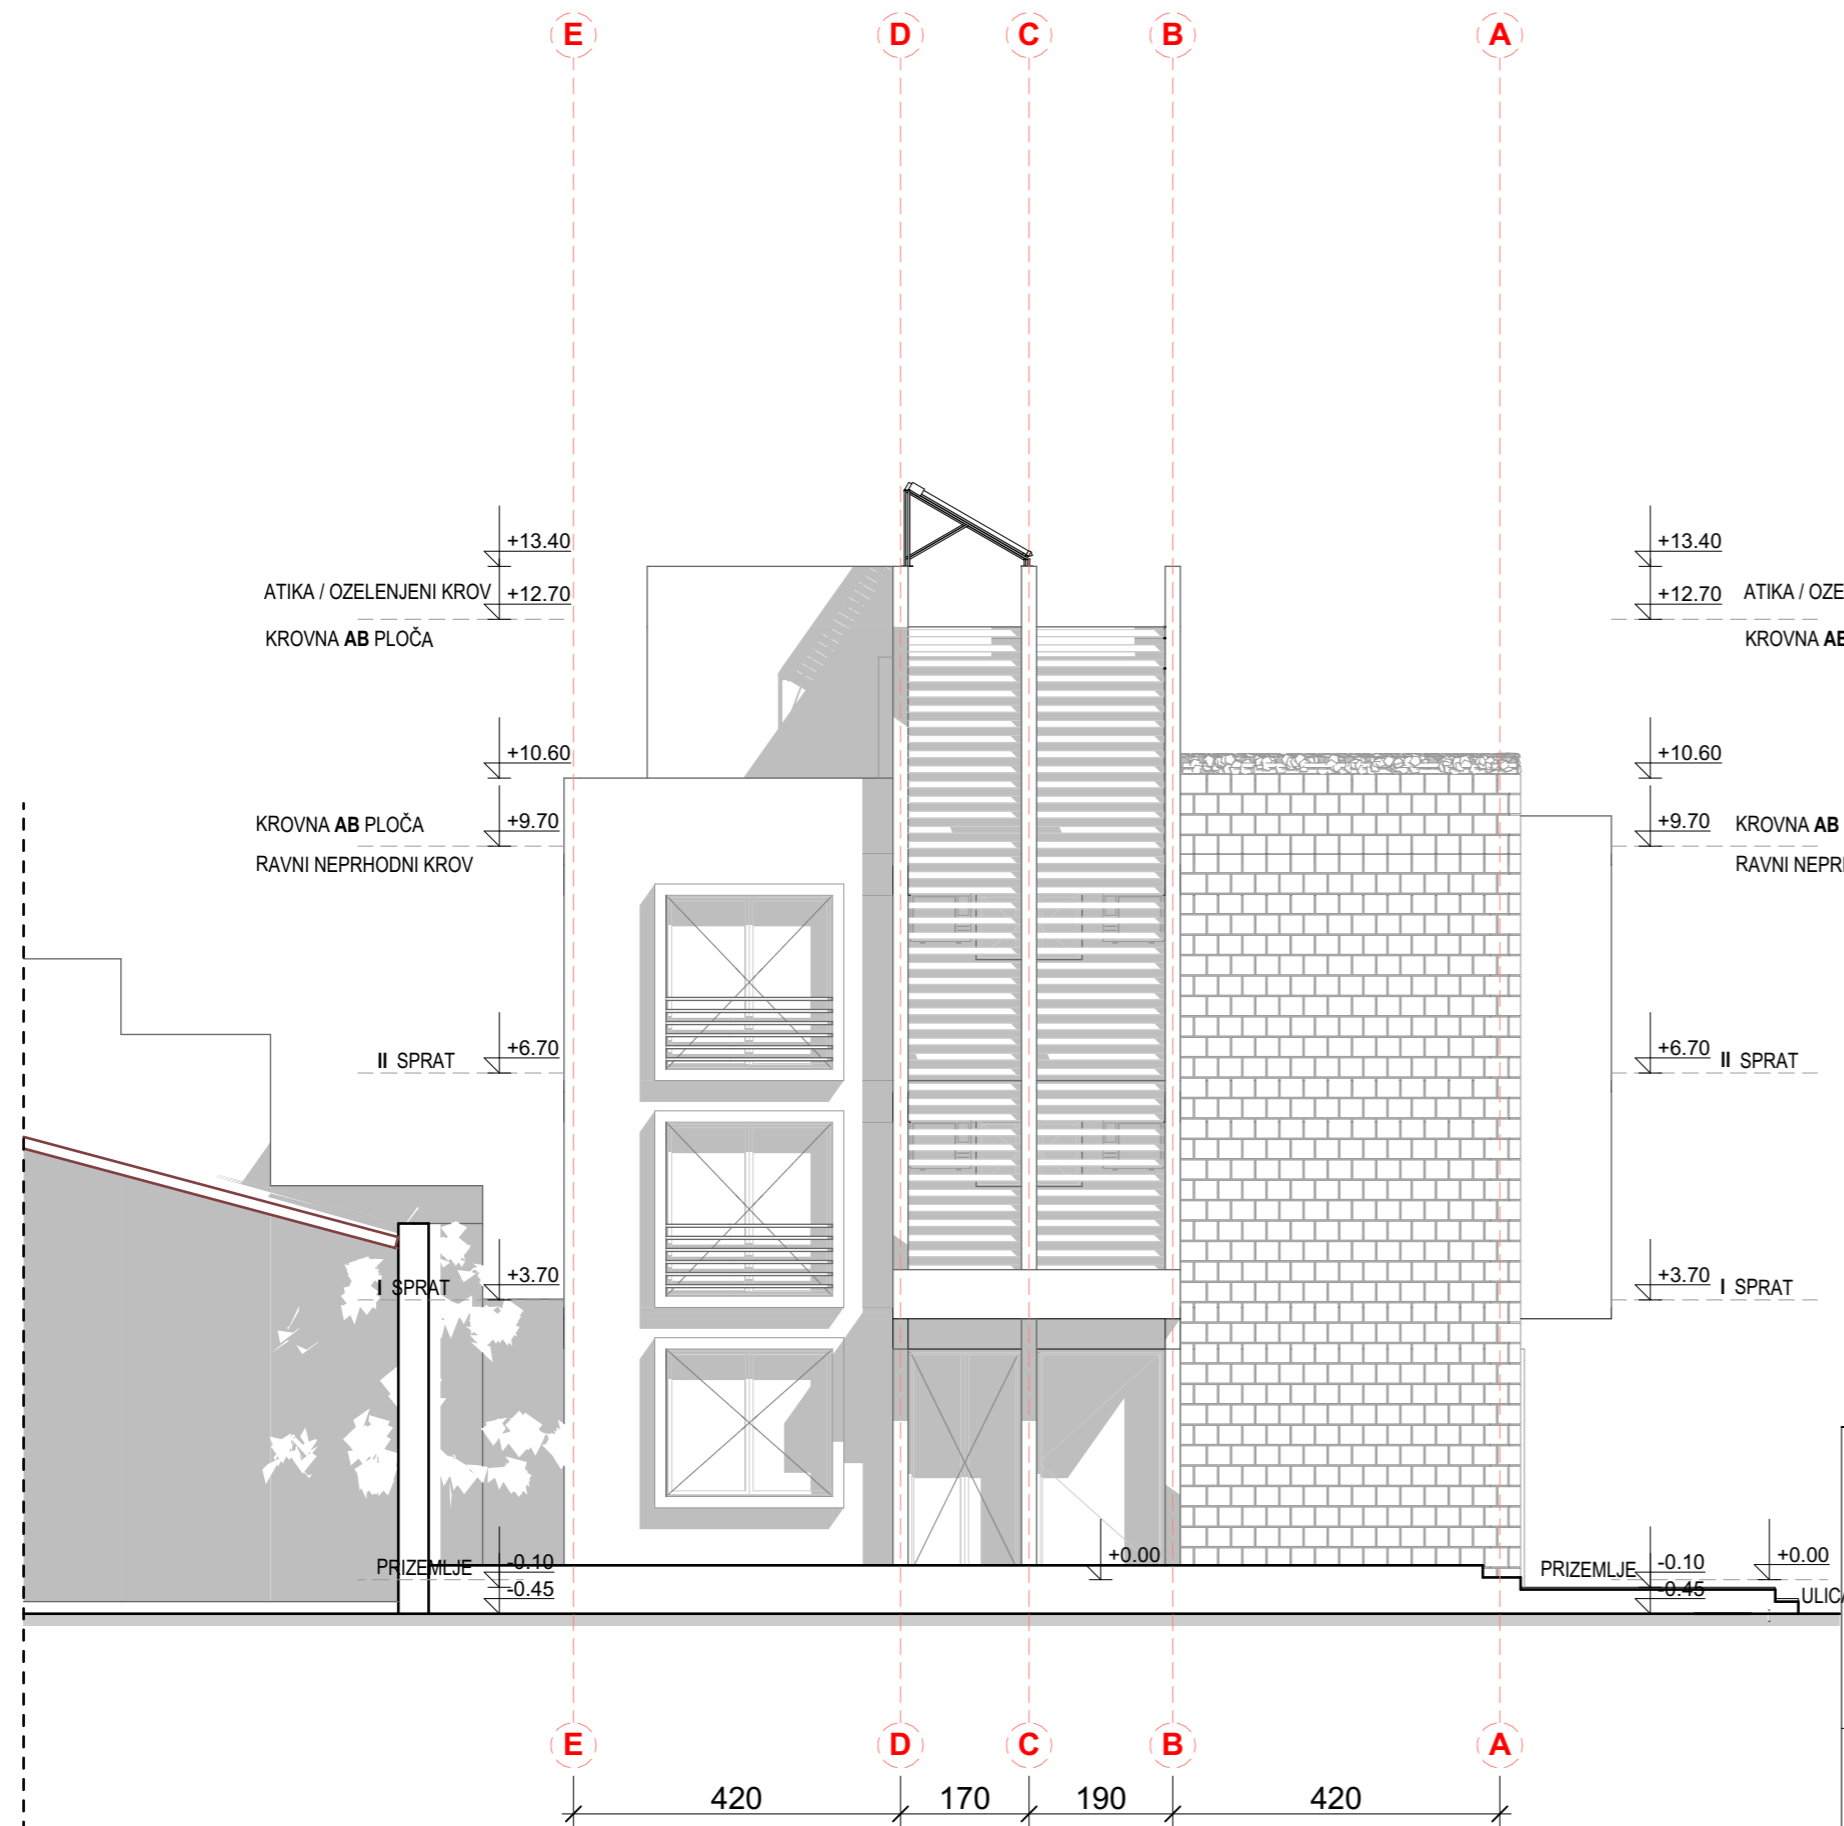 E D C B A
+13.40 +13.40
ATIKA / OZELENJENI KROV +12.70 +12.70 ATIKA / OZE
KROVNA AB PLOČA KROVNA AB
+10.60 +10.60
KROVNA AB PLOČA +9.70 +9.70 KROVNA AB
RAVNI NEPRHODNI KROV RAVNI NEPR
II SPRAT +6.70 +6.70 II SPRAT
I SPRAT +3.70 +3.70 I SPRAT
PRIZEMLJE -0.10 +0.00 PRIZEMLJE -0.10 +0.00
-0.45 -0.45 ULICA
E D C B A
420 170 190 420